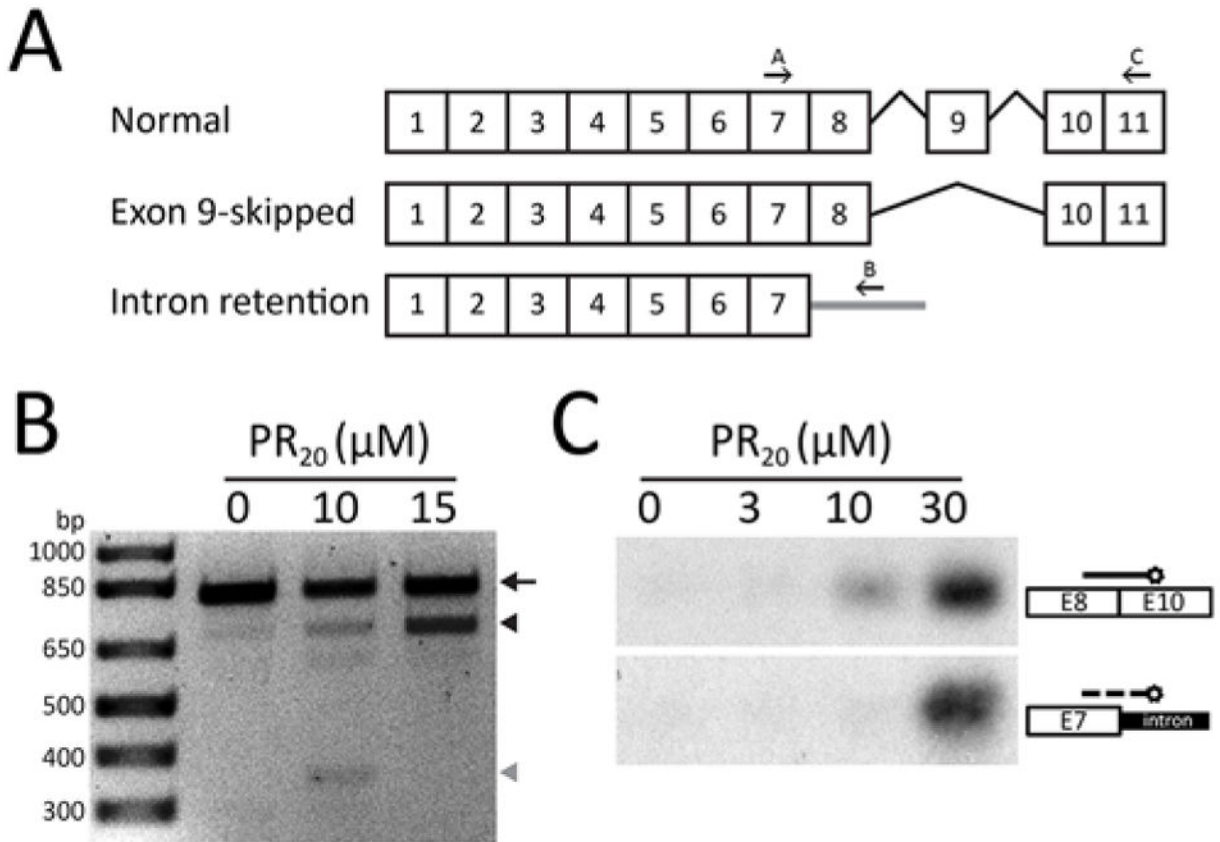 A
A C
Normal 1 2 3 4 5 6 7 8 9 10 11
Exon 9-skipped 1 2 3 4 5 6 7 8 10 11
B
Intron retention 1 2 3 4 5 6 7
B
PR20 (µM)
0 10 15
bp
1000
850
650
500
400
300
C
PR20 (µM)
0 3 10 30
E8 E10
E7 intron